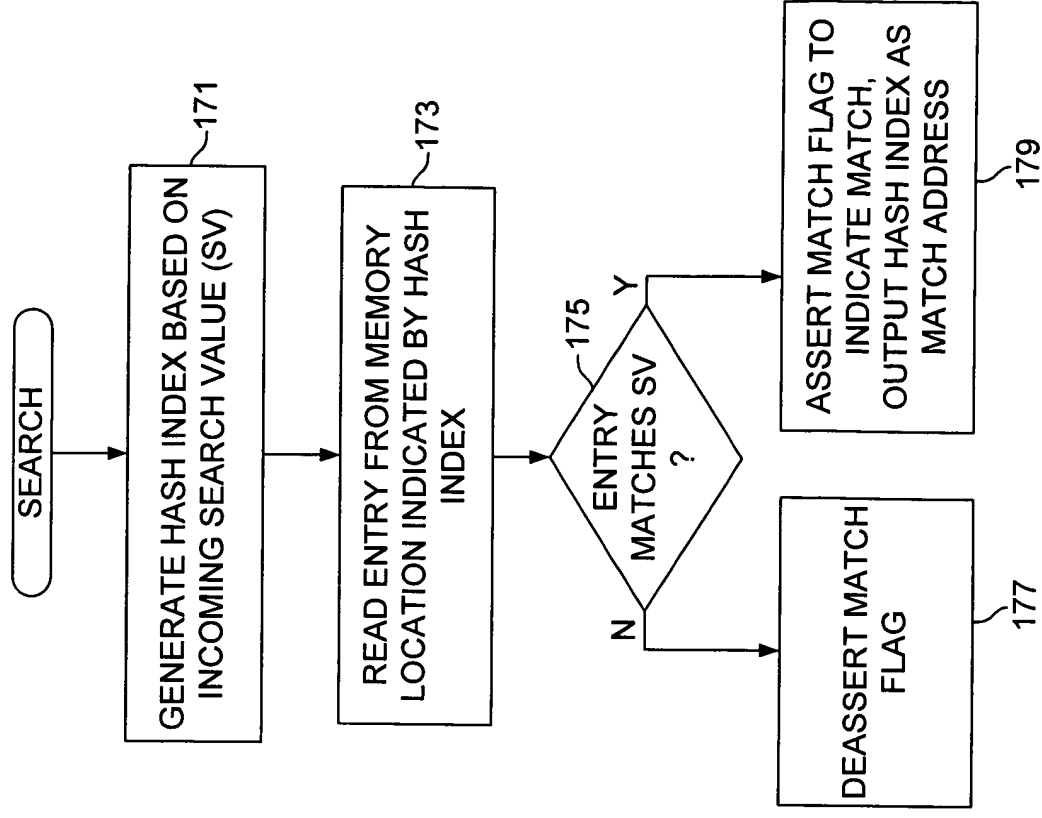 SEARCH
GENERATE HASH INDEX BASED ON
INCOMING SEARCH VALUE (SV)
171
READ ENTRY FROM MEMORY
LOCATION INDICATED BY HASH
INDEX
173
ENTRY
MATCHES SV
?
175
N
Y
DEASSERT MATCH
FLAG
177
ASSERT MATCH FLAG TO
INDICATE MATCH,
OUTPUT HASH INDEX AS
MATCH ADDRESS
179